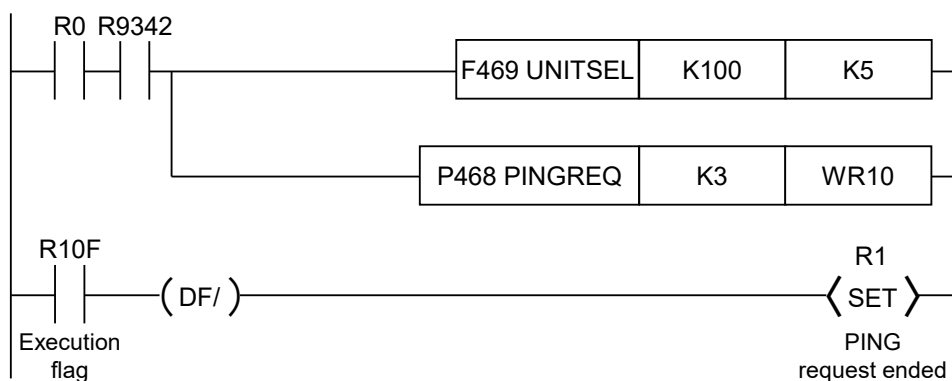 R0 R9342
F469 UNITSEL K100 K5
P468 PINGREQ K3 WR10
R10F
R1
(DF/)
SET
Execution
flag
PING
request ended